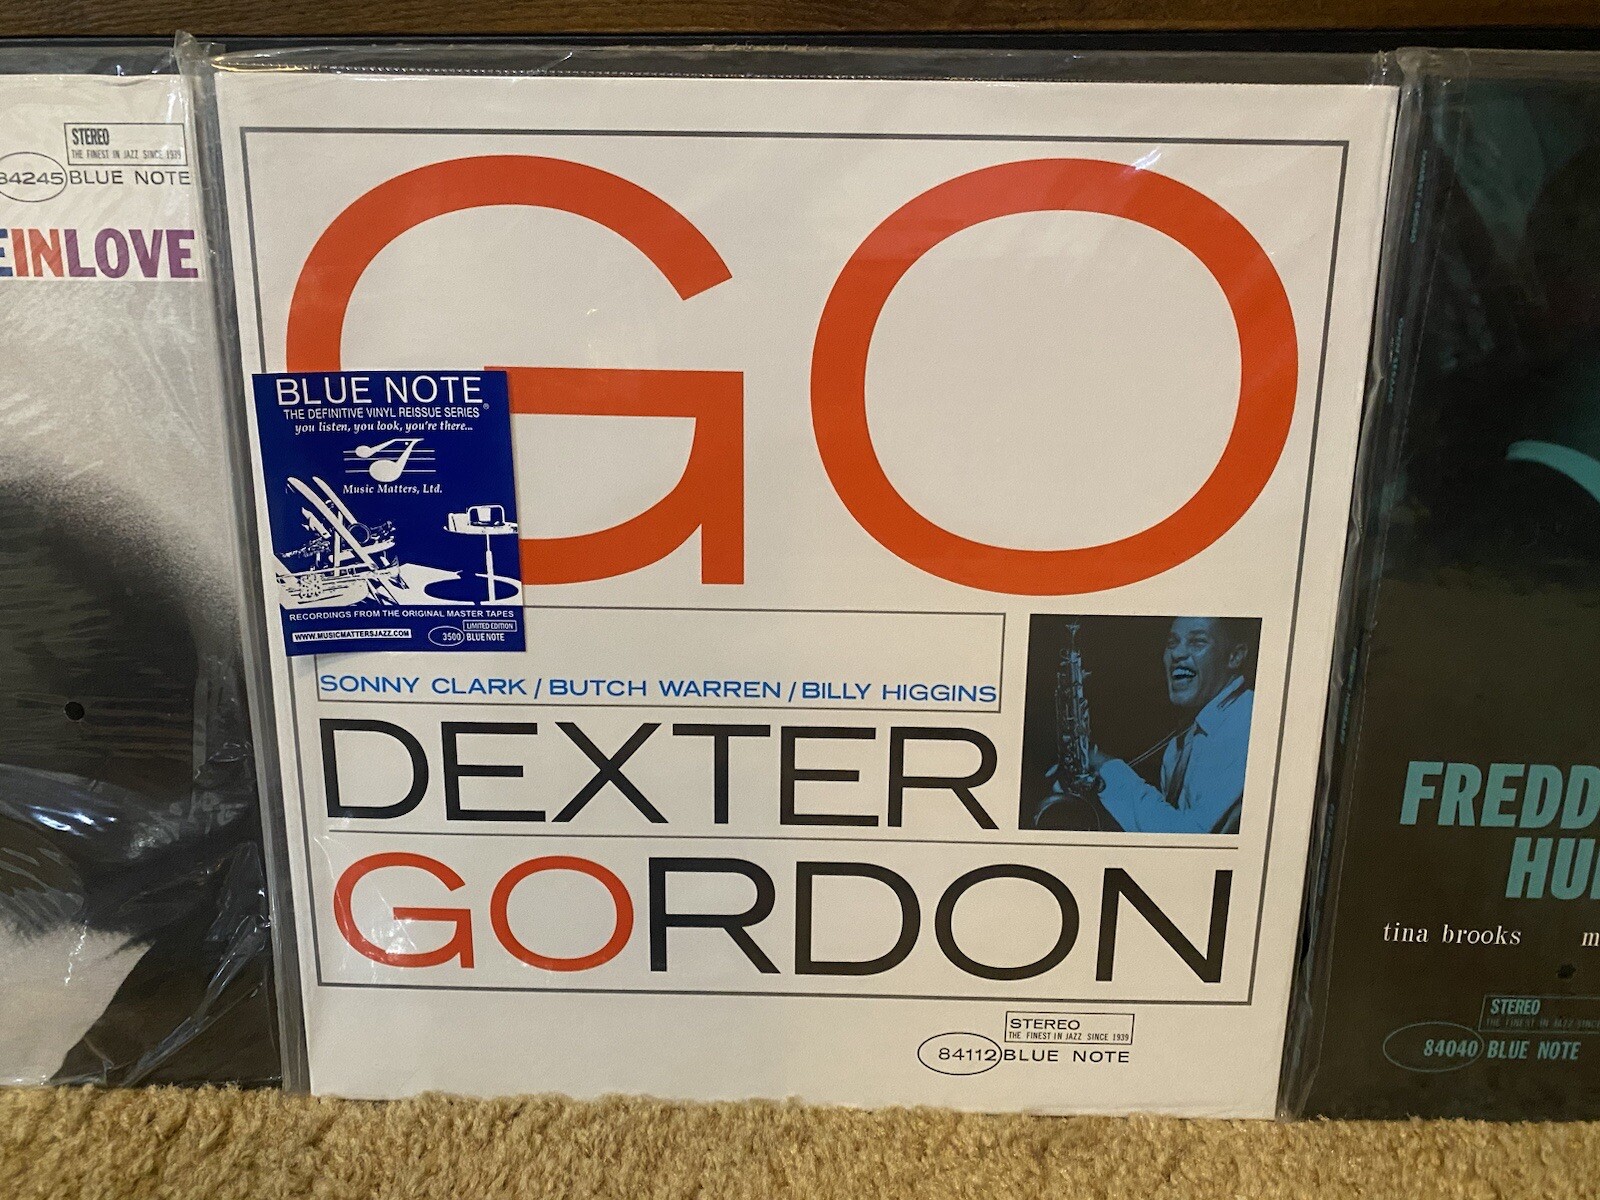 STEREO
THE FINEST IN JAZZ SINCE 1939
84245 BLUE NOTE
INLOVE
GO
BLUE NOTE
THE DEFINITIVE VINYL REISSUE SERIES®
you listen, you look, you're there...
Music Matters, Ltd.
RECORDINGS FROM THE ORIGINAL MASTER TAPES
WWW.MUSICMATTERSJAZZ.COM
LIMITED EDITION
3500 BLUE NOTE
SONNY CLARK / BUTCH WARREN / BILLY HIGGINS
DEXTER
GORDON
STEREO
THE FINEST IN JAZZ SINCE 1939
84112 BLUE NOTE
FREDD
HU
tina brooks m
STEREO
THE FINEST IN JAZZ SINCE
84040 BLUE NOTE